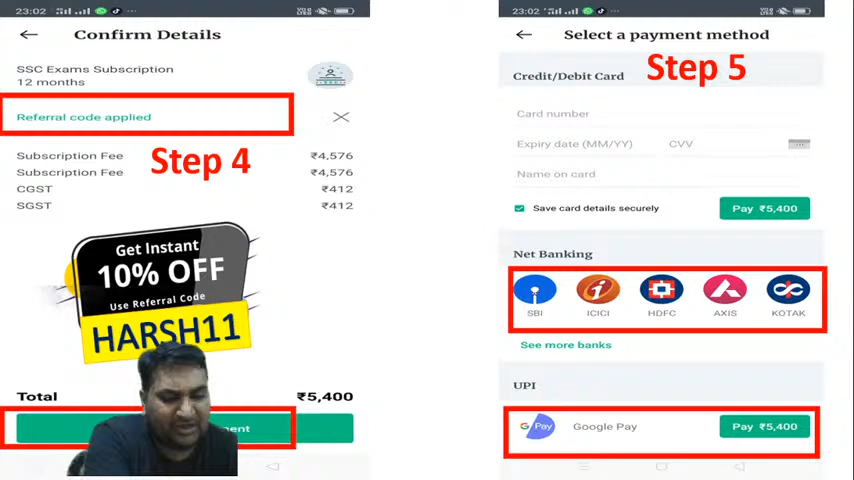 23:02
Confirm Details
SSC Exams Subscription
12 months
Referral code applied
Step 4
Subscription Fee ₹4,576
Subscription Fee ₹4,576
CGST ₹412
SGST ₹412
Get Instant
10% OFF
Use Referral Code
HARSH11
Total ₹5,400
23:02
Select a payment method
Step 5
Credit/Debit Card
Card number
Expiry date (MM/YY) CVV
Name on card
Save card details securely Pay ₹5,400
Net Banking
SBI ICICI HDFC AXIS KOTAK
See more banks
UPI
G Pay Google Pay Pay ₹5,400